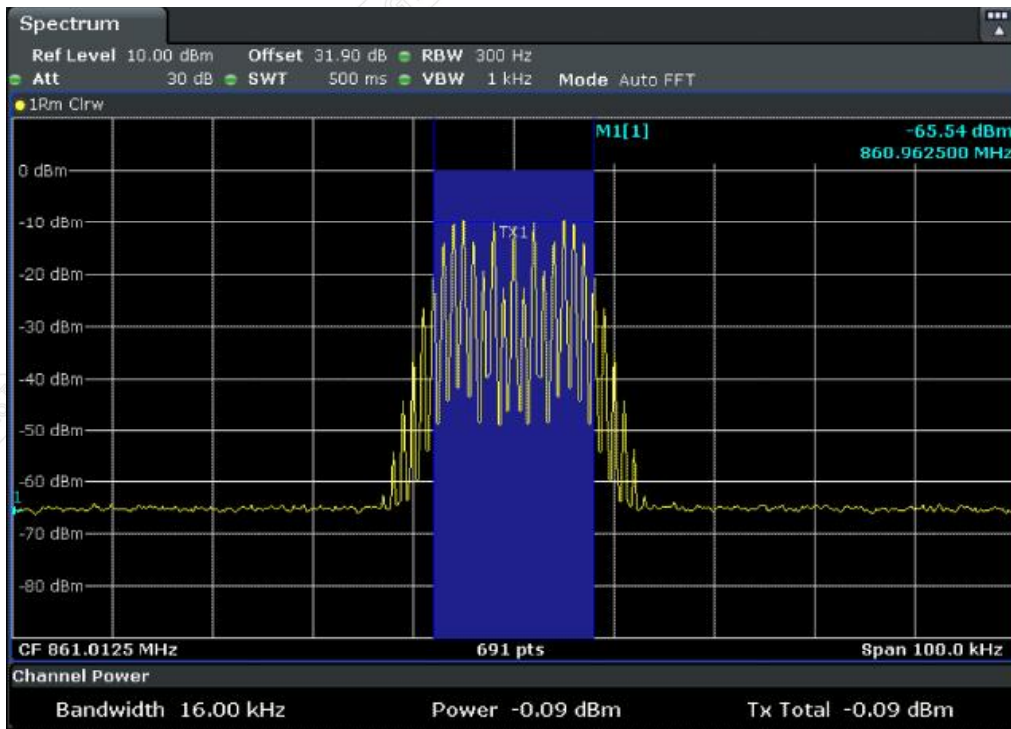 Spectrum
Ref Level 10.00 dBm Offset 31.90 dB RBW 300 Hz
Att 30 dB SWT 500 ms VBW 1 kHz Mode Auto FFT
1Rm Clrw
M1[1] -65.54 dBm
860.962500 MHz
0 dBm
-10 dBm
TX1
-20 dBm
-30 dBm
-40 dBm
-50 dBm
-60 dBm
1
-70 dBm
-80 dBm
CF 861.0125 MHz 691 pts Span 100.0 kHz
Channel Power
Bandwidth 16.00 kHz Power -0.09 dBm Tx Total -0.09 dBm